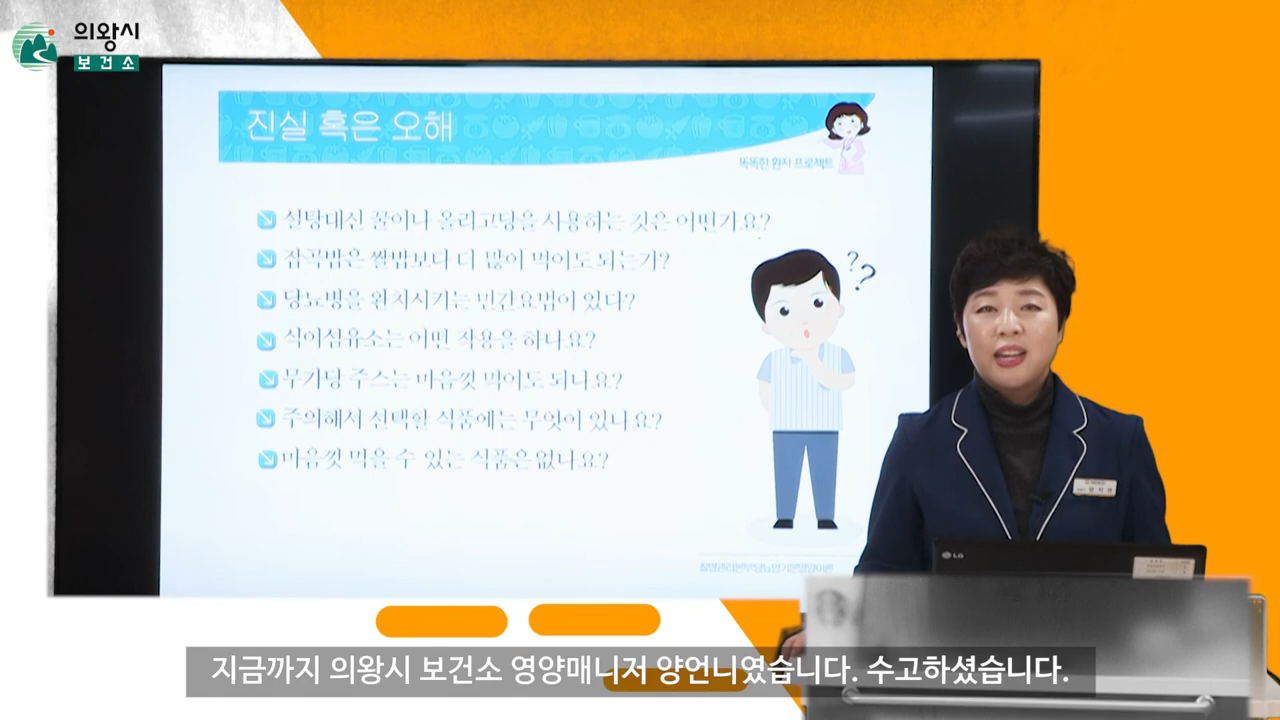 의왕시
보건소
진실 혹은 오해
똑똑한 환자 프로젝트
설탕대신 꿀이나 올리고당을 사용하는 것은 어떤가요?
잡곡밥은 쌀밥보다 더 많이 먹어도 되는가?
당뇨병을 완치시키는 민간요법이 있다?
식이섬유소는 어떤 작용을 하나요?
무가당 주스는 마음껏 먹어도 되나요?
주의해서 선택할 식품에는 무엇이 있나요?
마음껏 먹을 수 있는 식품은 없나요?
LG
지금까지 의왕시 보건소 영양매니저 양언니였습니다. 수고하셨습니다.